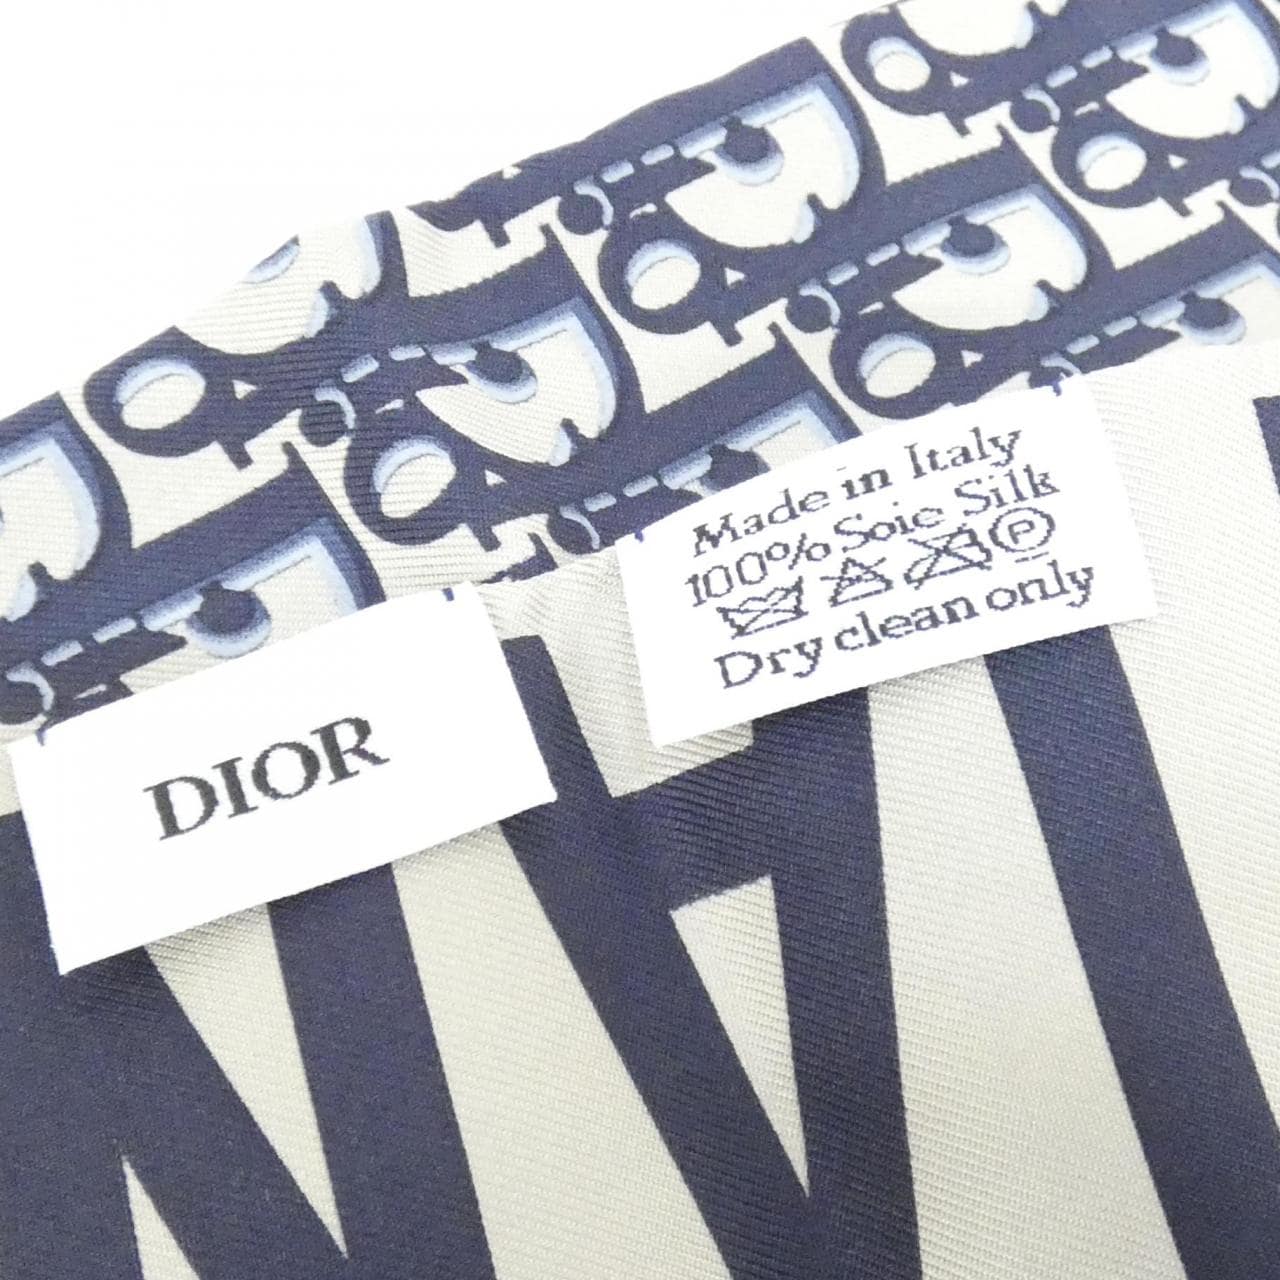 DIOR
Made in Italy
100% Soie Silk
P
Dry clean only